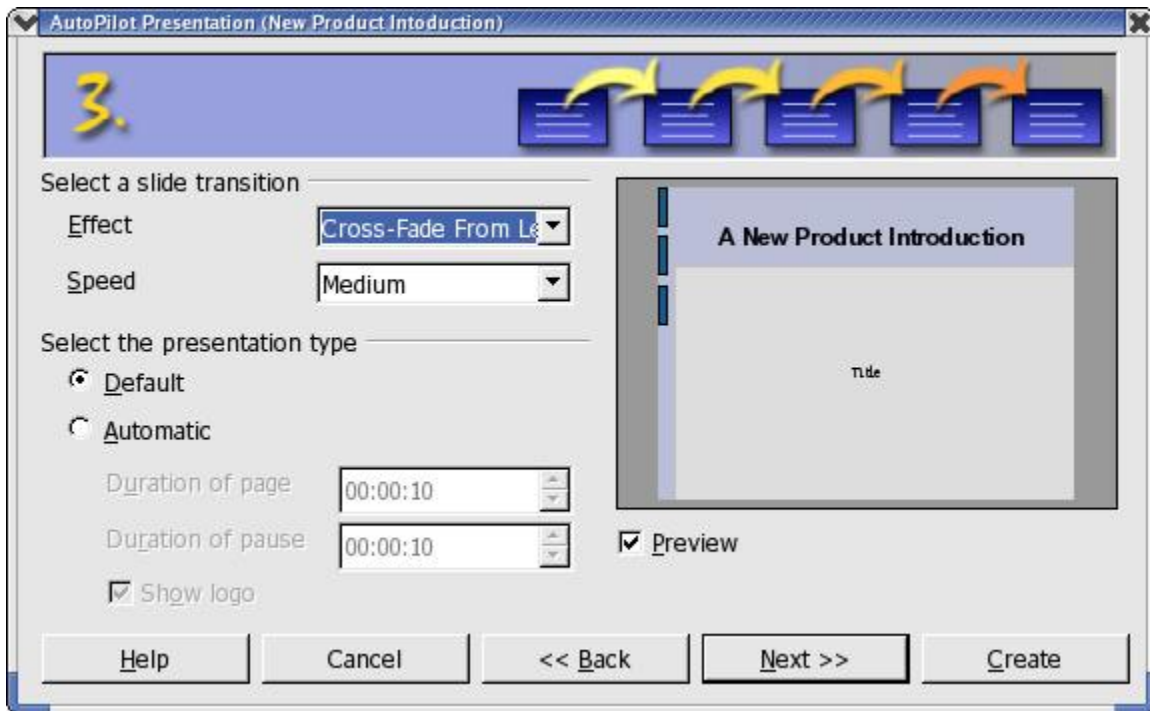 AutoPilot Presentation (New Product Intoduction)
3.
Select a slide transition
Effect
Cross-Fade From Le
Speed
Medium
Select the presentation type
Default
Automatic
Duration of page
00:00:10
Duration of pause
00:00:10
Show logo
A New Product Introduction
Title
Preview
Help
Cancel
<< Back
Next >>
Create